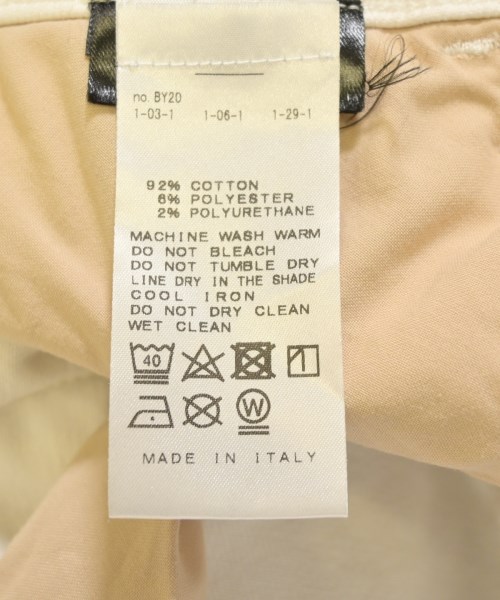 no. BY20
1-03-1 1-06-1 1-29-1
92% COTTON
6% POLYESTER
2% POLYURETHANE
MACHINE WASH WARM
DO NOT BLEACH
DO NOT TUMBLE DRY
LINE DRY IN THE SHADE
COOL IRON
DO NOT DRY CLEAN
WET CLEAN
40
W
MADE IN ITALY